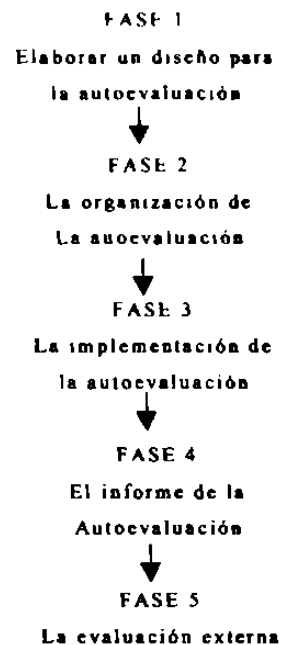 FASE 1
Elaborar un diseño para
la autoevaluación
FASE 2
La organización de
La auoevaluación
FASE 3
La implementación de
la autoevaluación
FASE 4
El informe de la
Autoevaluación
FASE 5
La evaluación externa